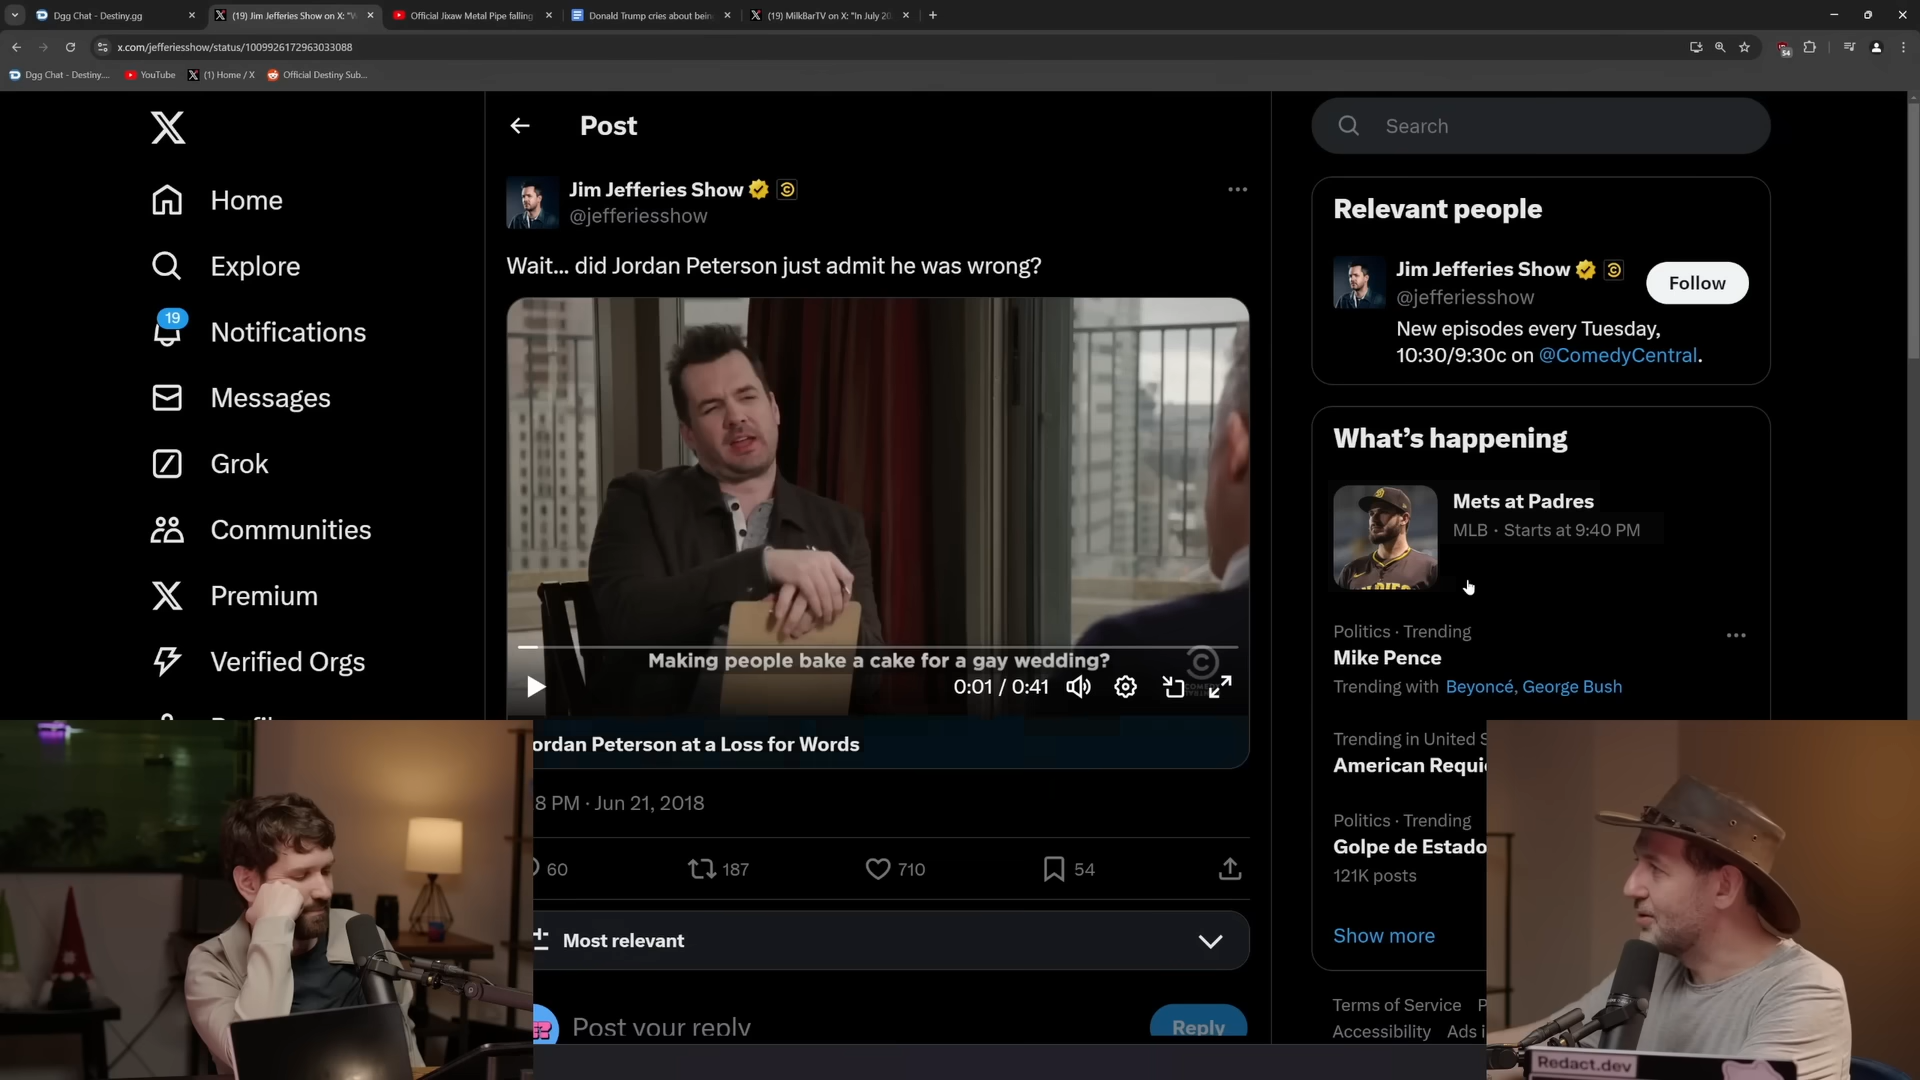 Dgg Chat - Destiny.gg
(19) Jim Jefferies Show on X: "W
Official Jixaw Metal Pipe falling
Donald Trump cries about bein
(19) MilkBarTV on X: "In July 20
x.com/jefferiesshow/status/1009926172963033088
54
Dgg Chat - Destiny....
YouTube
(1) Home / X
Official Destiny Sub...
Home
Explore
19
Notifications
Messages
Grok
Communities
Premium
Verified Orgs
Post
Jim Jefferies Show
@jefferiesshow
Wait... did Jordan Peterson just admit he was wrong?
Making people bake a cake for a gay wedding?
0:01 / 0:41
ordan Peterson at a Loss for Words
8 PM · Jun 21, 2018
60
187
710
54
Most relevant
Post your reply
Reply
Search
Relevant people
Jim Jefferies Show
@jefferiesshow
Follow
New episodes every Tuesday,
10:30/9:30c on @ComedyCentral.
What's happening
Mets at Padres
MLB · Starts at 9:40 PM
Politics · Trending
Mike Pence
Trending with Beyoncé, George Bush
Trending in United S
American Requi
Politics · Trending
Golpe de Estado
121K posts
Show more
Terms of Service P
Accessibility Ads i
Redact.dev